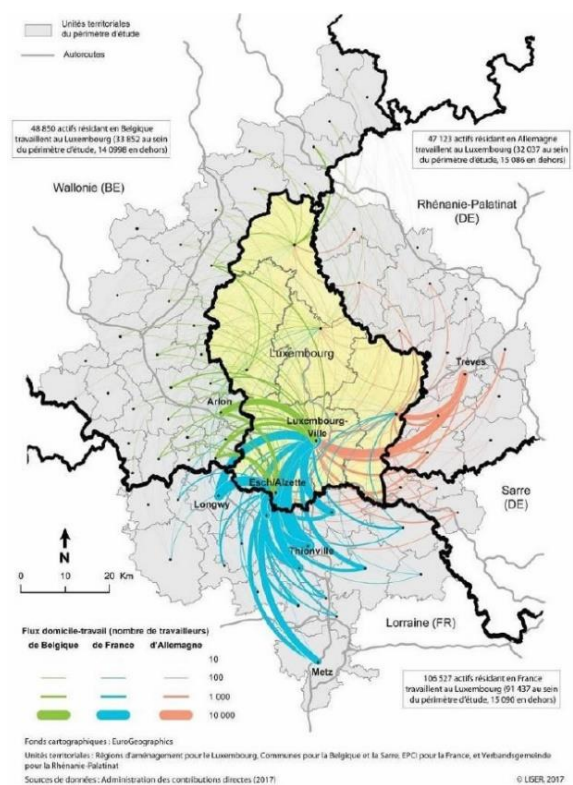 Unités territoriales
du périmètre d'étude
Autoroutes
48 850 actifs résidant en Belgique
travaillent au Luxembourg (33 852 au sein
du périmètre d'étude, 14 0998 en dehors)
47 123 actifs résidant en Allemagne
travaillent au Luxembourg (32 037 au sein
du périmètre d'étude, 15 086 en dehors)
Wallonie (BE)
Rhénanie-Palatinat
(DE)
Luxembourg
Trèves
Arlon
Luxembourg-
Ville
Esch/Alzette
Longwy
Sarre
(DE)
N
Thionville
0 10 20 Km
Lorraine (FR)
Flux domicile-travail (nombre de travailleurs)
de Belgique de France d'Allemagne
10
100
1 000
10 000
Metz
106 527 actifs résidant en France
travaillent au Luxembourg (91 437 au sein
du périmètre d'étude, 15 090 en dehors)
Fonds cartographiques : EuroGeographics
Unités territoriales : Régions d'aménagement pour le Luxembourg, Communes pour la Belgique et la Sarre, EPCI pour la France, et Verbandsgemeinde
pour la Rhénanie-Palatinat
Sources de données : Administration des contributions directes (2017)
© LISER, 2017